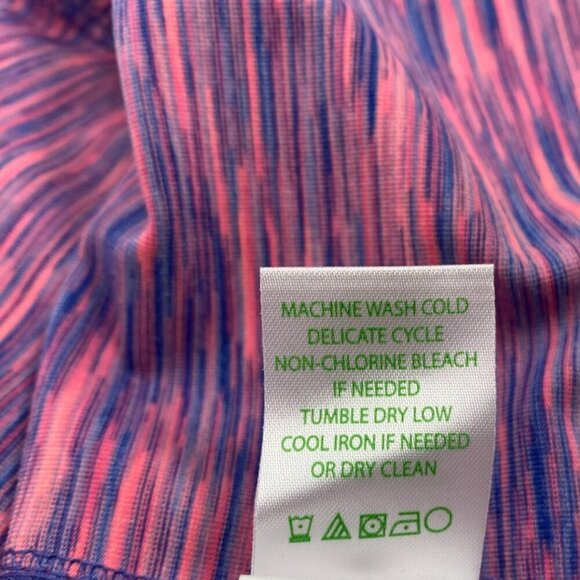 MACHINE WASH COLD
DELICATE CYCLE
NON-CHLORINE BLEACH
IF NEEDED
TUMBLE DRY LOW
COOL IRON IF NEEDED
OR DRY CLEAN